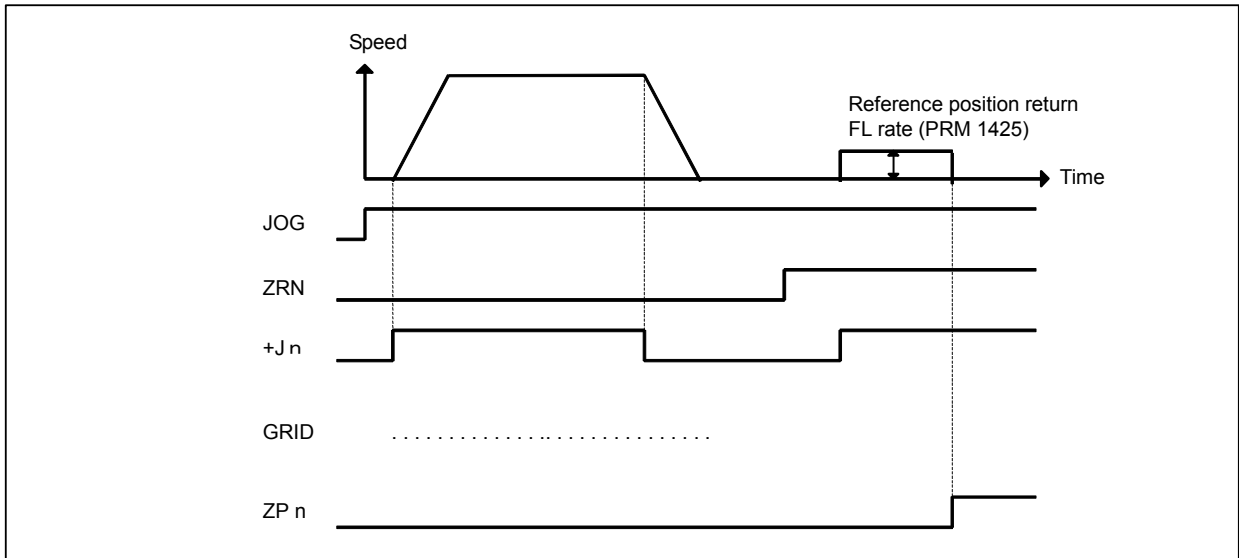 Speed
Reference position return
FL rate (PRM 1425)
Time
JOG
ZRN
+J n
GRID
ZP n